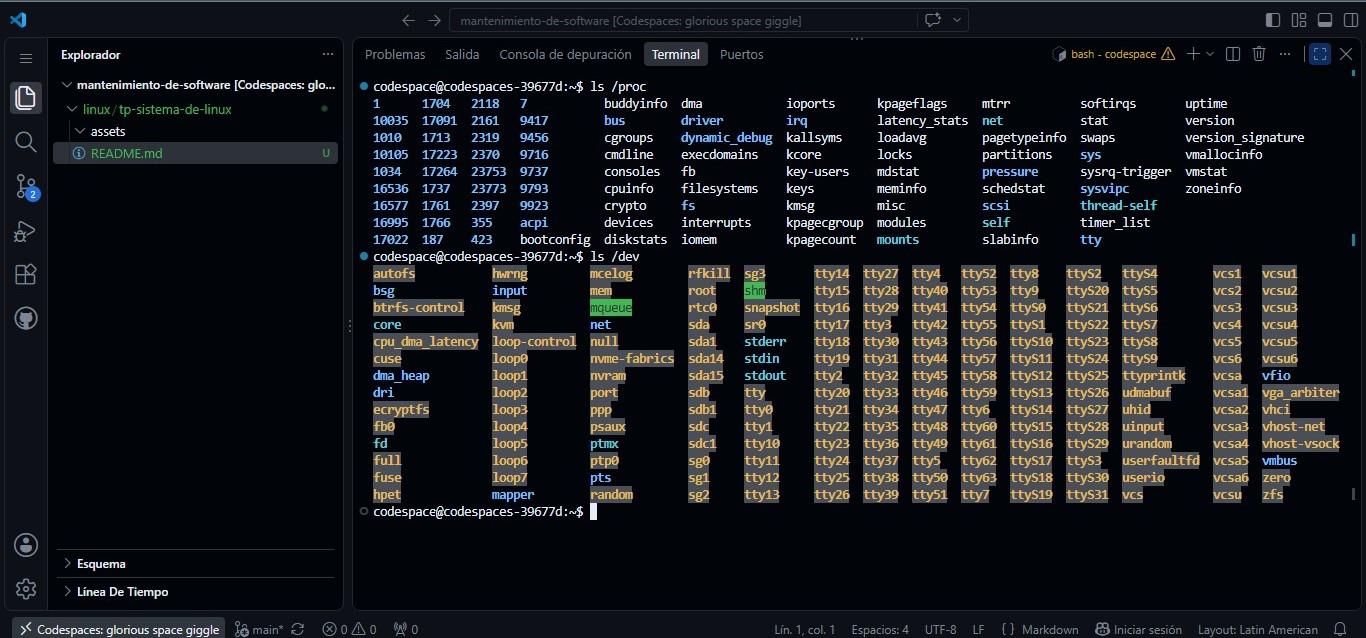 mantenimiento-de-software [Codespaces: glorious space giggle]
Explorador
mantenimiento-de-software [Codespaces: glo...
linux / tp-sistema-de-linux
assets
README.md U
2
Esquema
Línea De Tiempo
Problemas Salida Consola de depuración Terminal Puertos
bash - codespace
codespace@codespaces-39677d:~$ ls /proc
1 1704 2118 7 buddyinfo dma ioports kpageflags mtrr softirqs uptime
10035 17091 2161 9417 bus driver irq latency_stats net stat version
1010 1713 2319 9456 cgroups dynamic_debug kallsyms loadavg pagetypeinfo swaps version_signature
10105 17223 2370 9716 cmdline execdomains kcore locks partitions sys vmallocinfo
1034 17264 23753 9737 consoles fb key-users mdstat pressure sysrq-trigger vmstat
16536 1737 23773 9793 cpuinfo filesystems keys meminfo schedstat sysvipc zoneinfo
16577 1761 2397 9923 crypto fs kmsg misc scsi thread-self
16995 1766 355 acpi devices interrupts kpagecgroup modules self timer_list
17022 187 423 bootconfig diskstats iomem kpagecount mounts slabinfo tty
codespace@codespaces-39677d:~$ ls /dev
autofs hwrng mcelog rfkill sg3 tty14 tty27 tty4 tty52 tty8 ttyS2 ttyS4 vcs1 vcsu1
bsg input mem root shm tty15 tty28 tty40 tty53 tty9 ttyS20 ttyS5 vcs2 vcsu2
btrfs-control kmsg mqueue rtc0 snapshot tty16 tty29 tty41 tty54 ttyS0 ttyS21 ttyS6 vcs3 vcsu3
core kvm net sda sr0 tty17 tty3 tty42 tty55 ttyS1 ttyS22 ttyS7 vcs4 vcsu4
cpu_dma_latency loop-control null sda1 stderr tty18 tty30 tty43 tty56 ttyS10 ttyS23 ttyS8 vcs5 vcsu5
cuse loop0 nvme-fabrics sda14 stdin tty19 tty31 tty44 tty57 ttyS11 ttyS24 ttyS9 vcs6 vcsu6
dma_heap loop1 nvram sda15 stdout tty2 tty32 tty45 tty58 ttyS12 ttyS25 ttyprintk vcsa vfio
dri loop2 port sdb tty tty20 tty33 tty46 tty59 ttyS13 ttyS26 udmabuf vcsa1 vga_arbiter
ecryptfs loop3 ppp sdb1 tty0 tty21 tty34 tty47 tty6 ttyS14 ttyS27 uhid vcsa2 vhci
fb0 loop4 psaux sdc tty1 tty22 tty35 tty48 tty60 ttyS15 ttyS28 uinput vcsa3 vhost-net
fd loop5 ptmx sdc1 tty10 tty23 tty36 tty49 tty61 ttyS16 ttyS29 urandom vcsa4 vhost-vsock
full loop6 ptp0 sg0 tty11 tty24 tty37 tty5 tty62 ttyS17 ttyS3 userfaultfd vcsa5 vmbus
fuse loop7 pts sg1 tty12 tty25 tty38 tty50 tty63 ttyS18 ttyS30 userio vcsa6 zero
hpet mapper random sg2 tty13 tty26 tty39 tty51 tty7 ttyS19 ttyS31 vcs vcsu zfs
codespace@codespaces-39677d:~$
Codespaces: glorious space giggle main* 0 0 0 Lín. 1, col. 1 Espacios: 4 UTF-8 LF { } Markdown Iniciar sesión Layout: Latin American